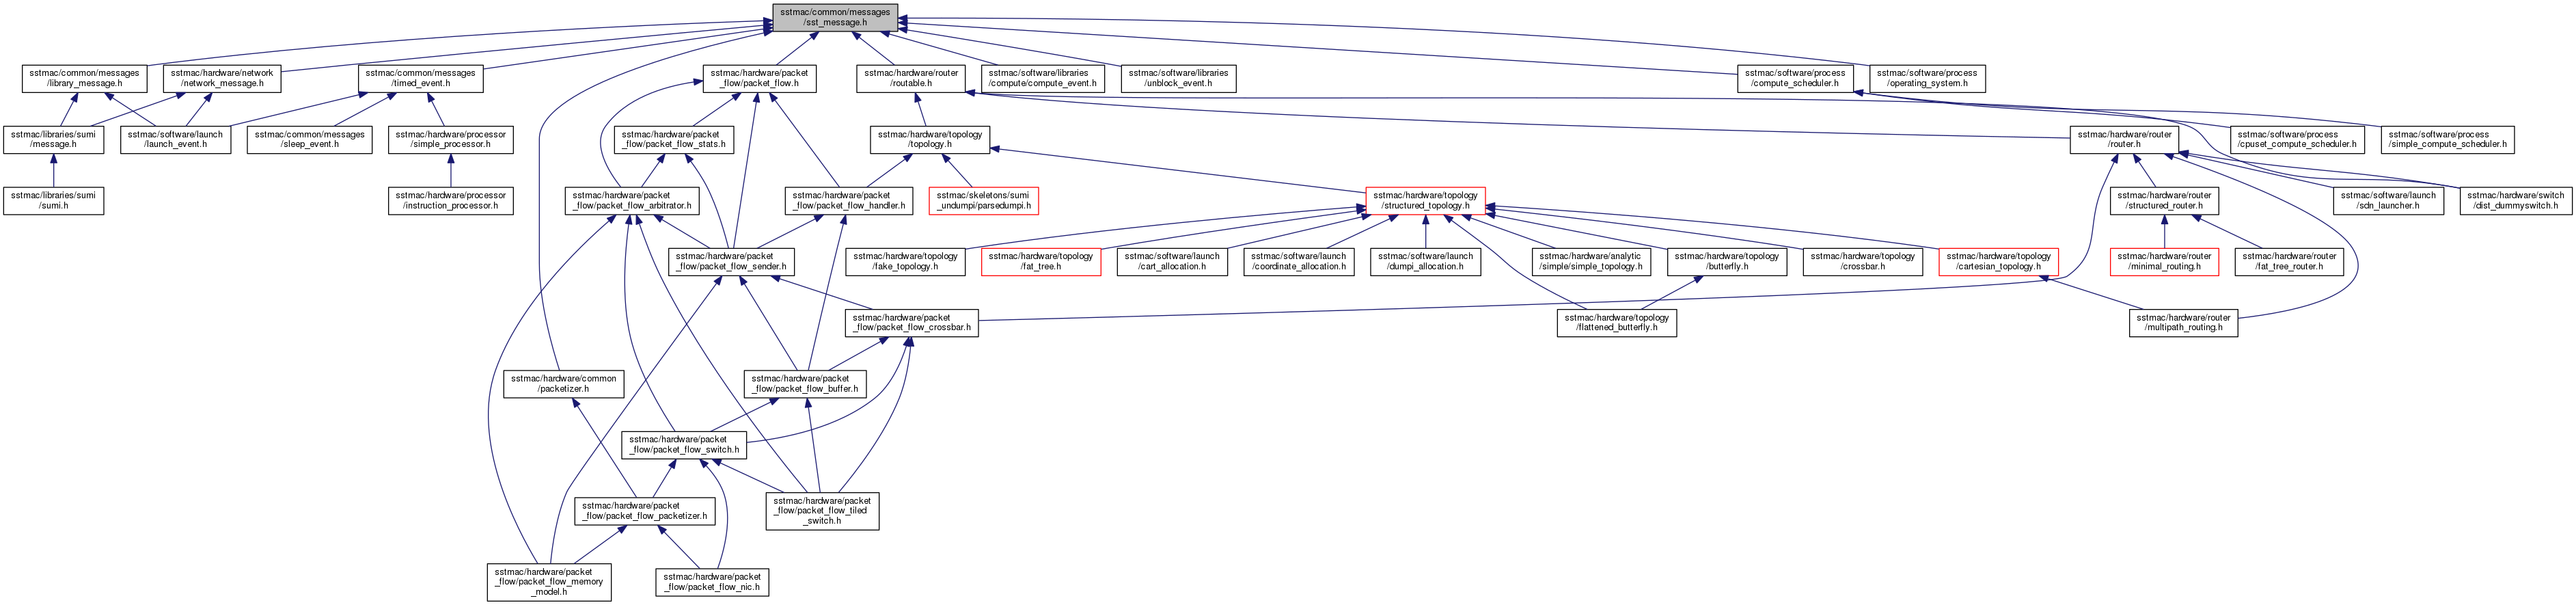 sstmac/common/messages
/sst_message.h
sstmac/common/messages
/library_message.h
sstmac/hardware/network
/network_message.h
sstmac/common/messages
/timed_event.h
sstmac/hardware/packet
_flow/packet_flow.h
sstmac/hardware/router
/routable.h
sstmac/software/libraries
/compute/compute_event.h
sstmac/software/libraries
/unblock_event.h
sstmac/software/process
/compute_scheduler.h
sstmac/software/process
/operating_system.h
sstmac/libraries/sumi
/message.h
sstmac/software/launch
/launch_event.h
sstmac/common/messages
/sleep_event.h
sstmac/hardware/processor
/simple_processor.h
sstmac/hardware/packet
_flow/packet_flow_stats.h
sstmac/hardware/topology
/topology.h
sstmac/hardware/router
/router.h
sstmac/software/process
/cpuset_compute_scheduler.h
sstmac/software/process
/simple_compute_scheduler.h
sstmac/libraries/sumi
/sumi.h
sstmac/hardware/processor
/instruction_processor.h
sstmac/hardware/packet
_flow/packet_flow_arbitrator.h
sstmac/hardware/packet
_flow/packet_flow_handler.h
sstmac/skeletons/sumi
_undumpi/parsedumpi.h
sstmac/hardware/topology
/structured_topology.h
sstmac/hardware/router
/structured_router.h
sstmac/software/launch
/sdn_launcher.h
sstmac/hardware/switch
/dist_dummyswitch.h
sstmac/hardware/packet
_flow/packet_flow_sender.h
sstmac/hardware/topology
/fake_topology.h
sstmac/hardware/topology
/fat_tree.h
sstmac/software/launch
/cart_allocation.h
sstmac/software/launch
/coordinate_allocation.h
sstmac/software/launch
/dumpi_allocation.h
sstmac/hardware/analytic
/simple/simple_topology.h
sstmac/hardware/topology
/butterfly.h
sstmac/hardware/topology
/crossbar.h
sstmac/hardware/topology
/cartesian_topology.h
sstmac/hardware/router
/minimal_routing.h
sstmac/hardware/router
/fat_tree_router.h
sstmac/hardware/packet
_flow/packet_flow_crossbar.h
sstmac/hardware/topology
/flattened_butterfly.h
sstmac/hardware/router
/multipath_routing.h
sstmac/hardware/common
/packetizer.h
sstmac/hardware/packet
_flow/packet_flow_buffer.h
sstmac/hardware/packet
_flow/packet_flow_switch.h
sstmac/hardware/packet
_flow/packet_flow_packetizer.h
sstmac/hardware/packet
_flow/packet_flow_tiled
_switch.h
sstmac/hardware/packet
_flow/packet_flow_memory
_model.h
sstmac/hardware/packet
_flow/packet_flow_nic.h